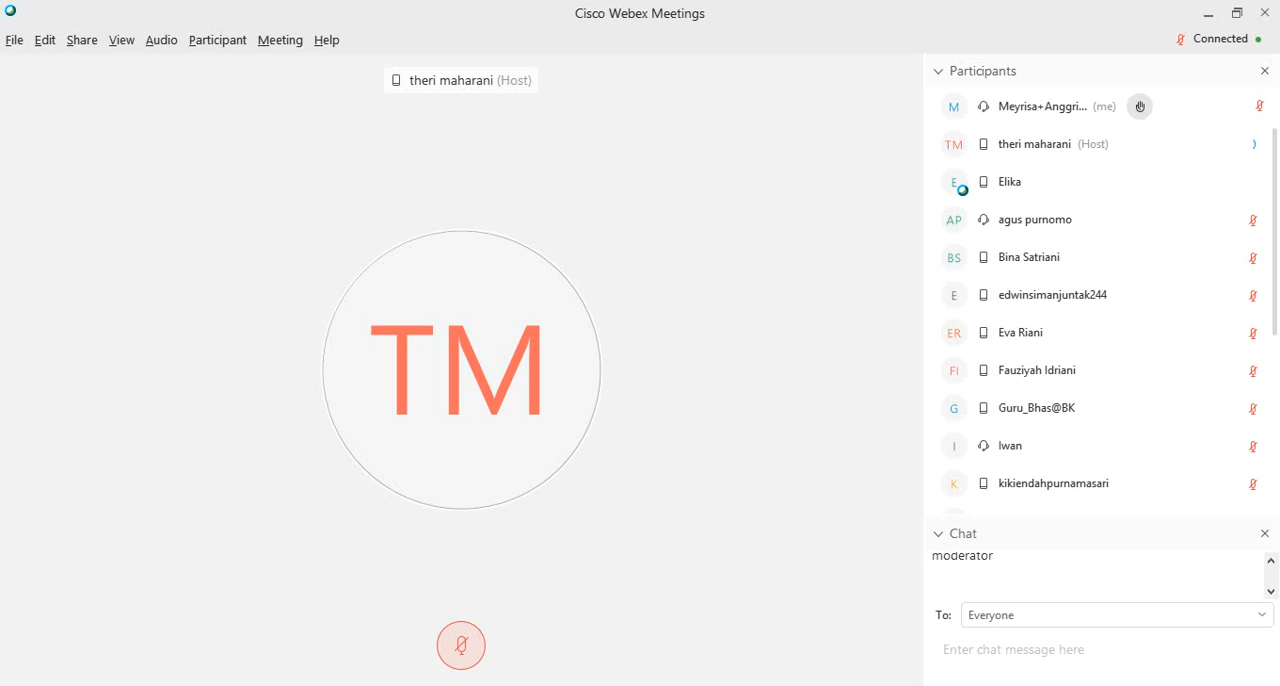 Cisco Webex Meetings
File Edit Share View Audio Participant Meeting Help
Connected
theri maharani (Host)
TM
Participants
M Meyrisa+Anggri... (me)
TM theri maharani (Host)
E Elika
AP agus purnomo
BS Bina Satriani
E edwinsimanjuntak244
ER Eva Riani
FI Fauziyah Idriani
G Guru_Bhas@BK
I Iwan
K kikiendahpurnamasari
Chat
moderator
To: Everyone
Enter chat message here